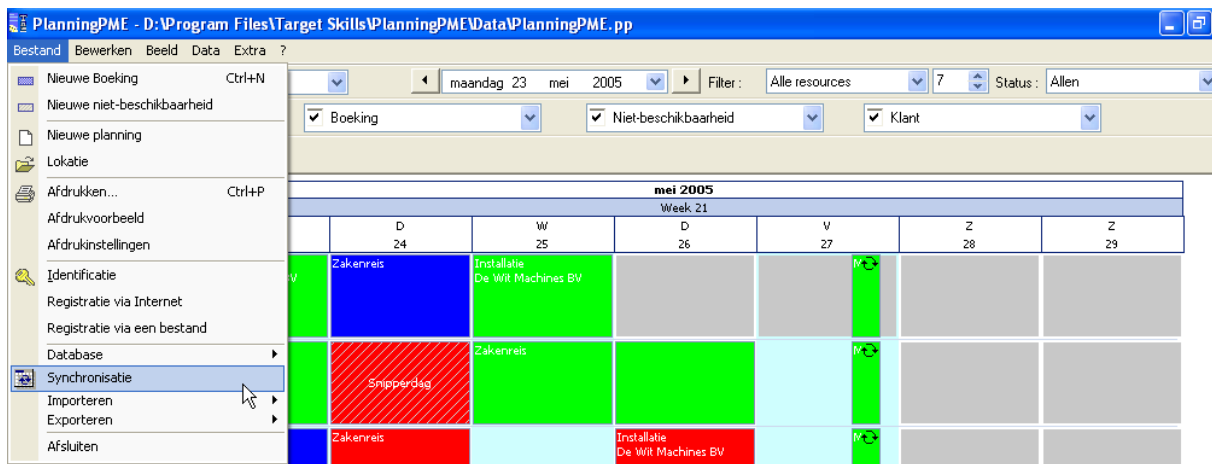 PlanningPME - D:\Program Files\Target Skills\PlanningPME\Data\PlanningPME.pp
Bestand Bewerken Beeld Data Extra ?
maandag 23 mei 2005 Filter : Alle resources 7 Status : Allen
Boeking Niet-beschikbaarheid Klant
Nieuwe Boeking Ctrl+N
Nieuwe niet-beschikbaarheid
Nieuwe planning
Lokatie
Afdrukken... Ctrl+P
Afdrukvoorbeeld
Afdrukinstellingen
Identificatie
Registratie via Internet
Registratie via een bestand
Database
Synchronisatie
Importeren
Exporteren
Afsluiten
mei 2005
Week 21
D W D V Z Z
24 25 26 27 28 29
Zakenreis Installatie
De Wit Machines BV
Snipperdag Zakenreis
Zakenreis Installatie
De Wit Machines BV